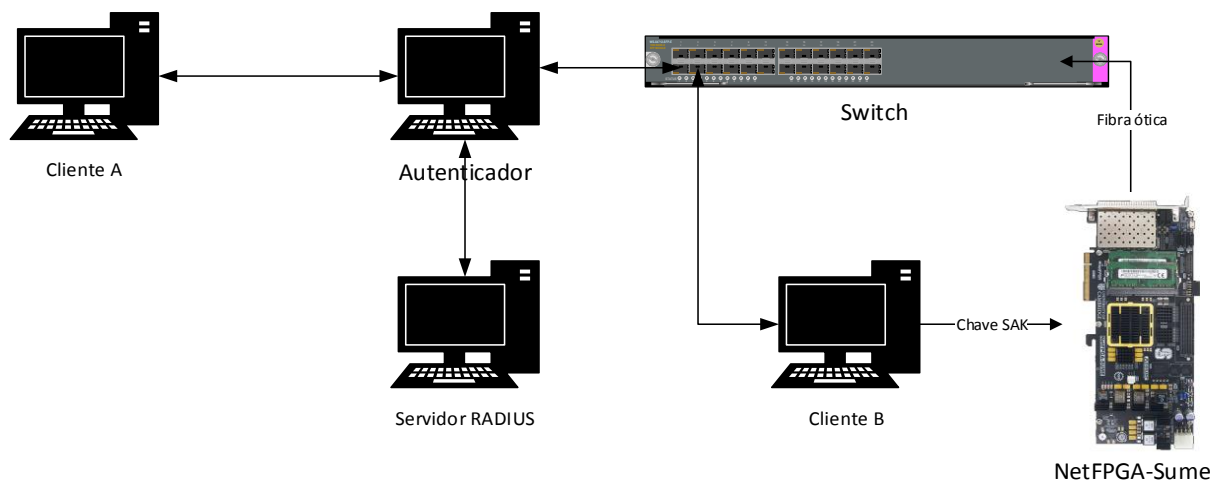 Cliente A
Autenticador
Switch
Fibra ótica
Servidor RADIUS
Chave SAK
Cliente B
NetFPGA-Sume